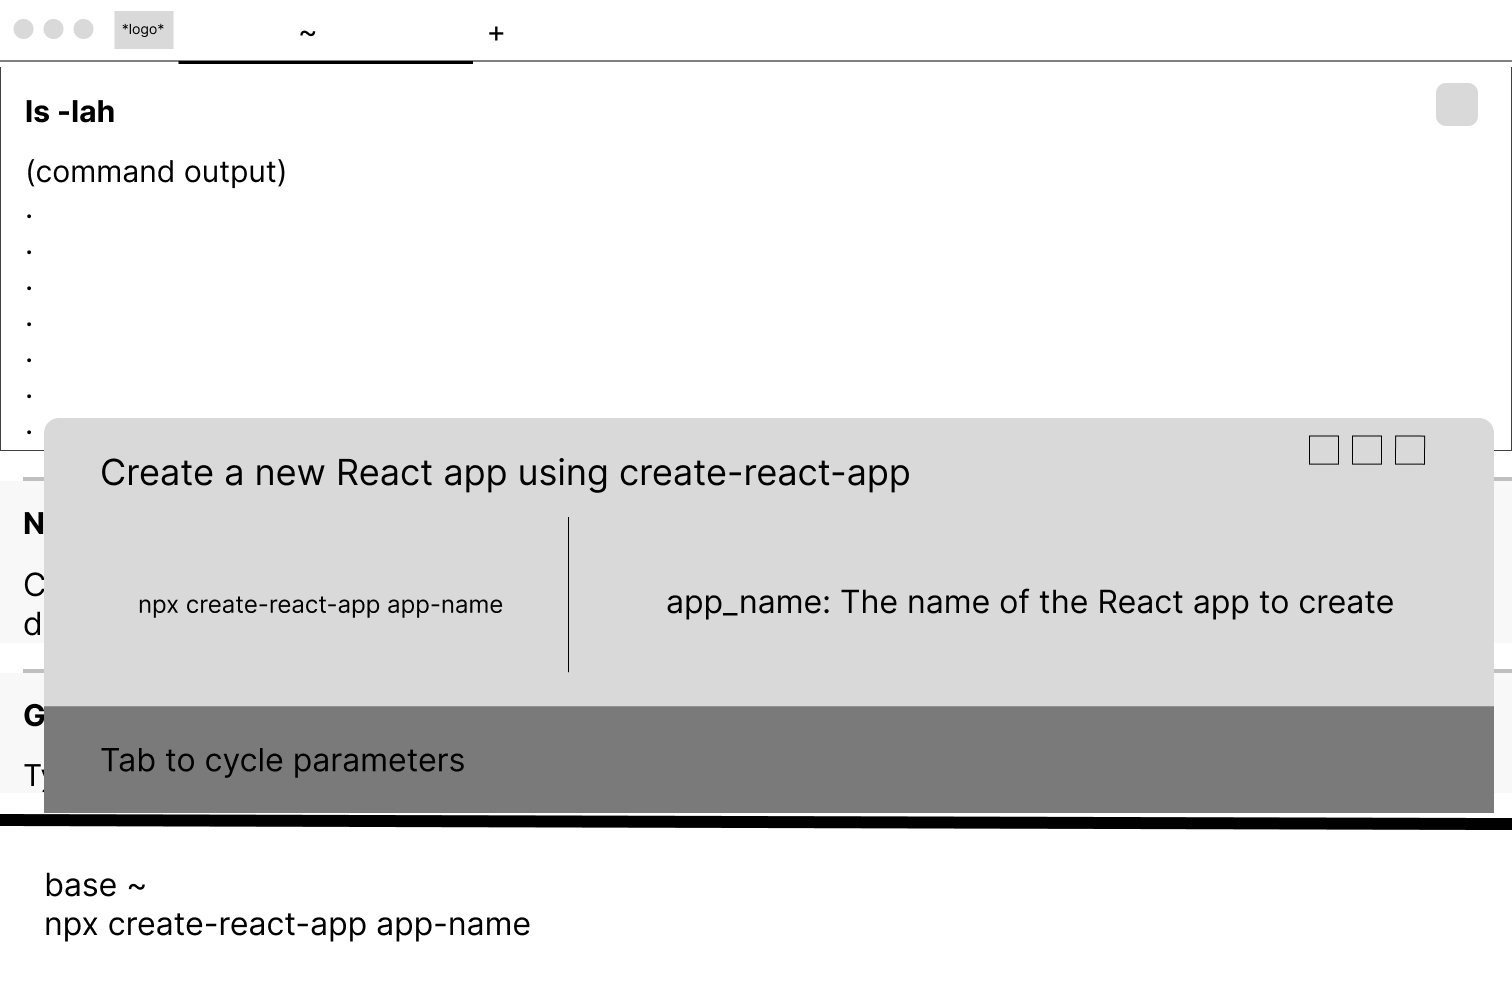 *logo*
~
+
ls -lah
(command output)
.
.
.
.
.
.
.
Create a new React app using create-react-app
N
npx create-react-app app-name
app_name: The name of the React app to create
C
d
G
Tab to cycle parameters
base ~
npx create-react-app app-name